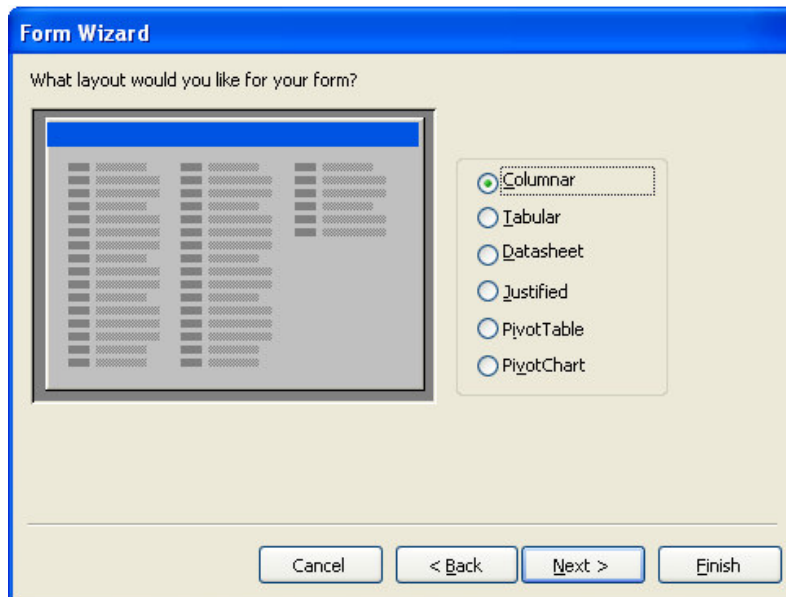 Form Wizard
What layout would you like for your form?
Columnar
Tabular
Datasheet
Justified
PivotTable
PivotChart
Cancel
< Back
Next >
Finish